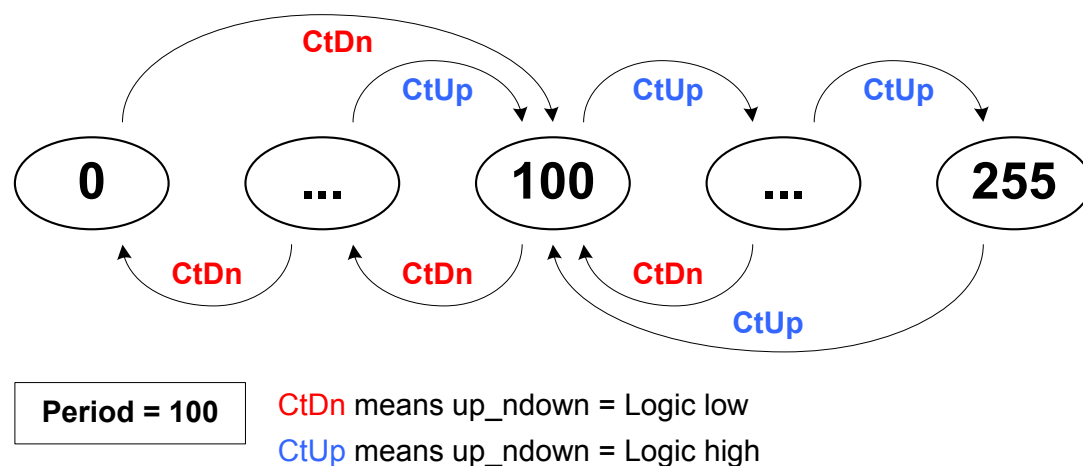 CtDn
CtUp CtUp CtUp
0 ... 100 ... 255
CtDn CtDn CtDn
CtUp
Period = 100
CtDn means up_ndown = Logic low
CtUp means up_ndown = Logic high